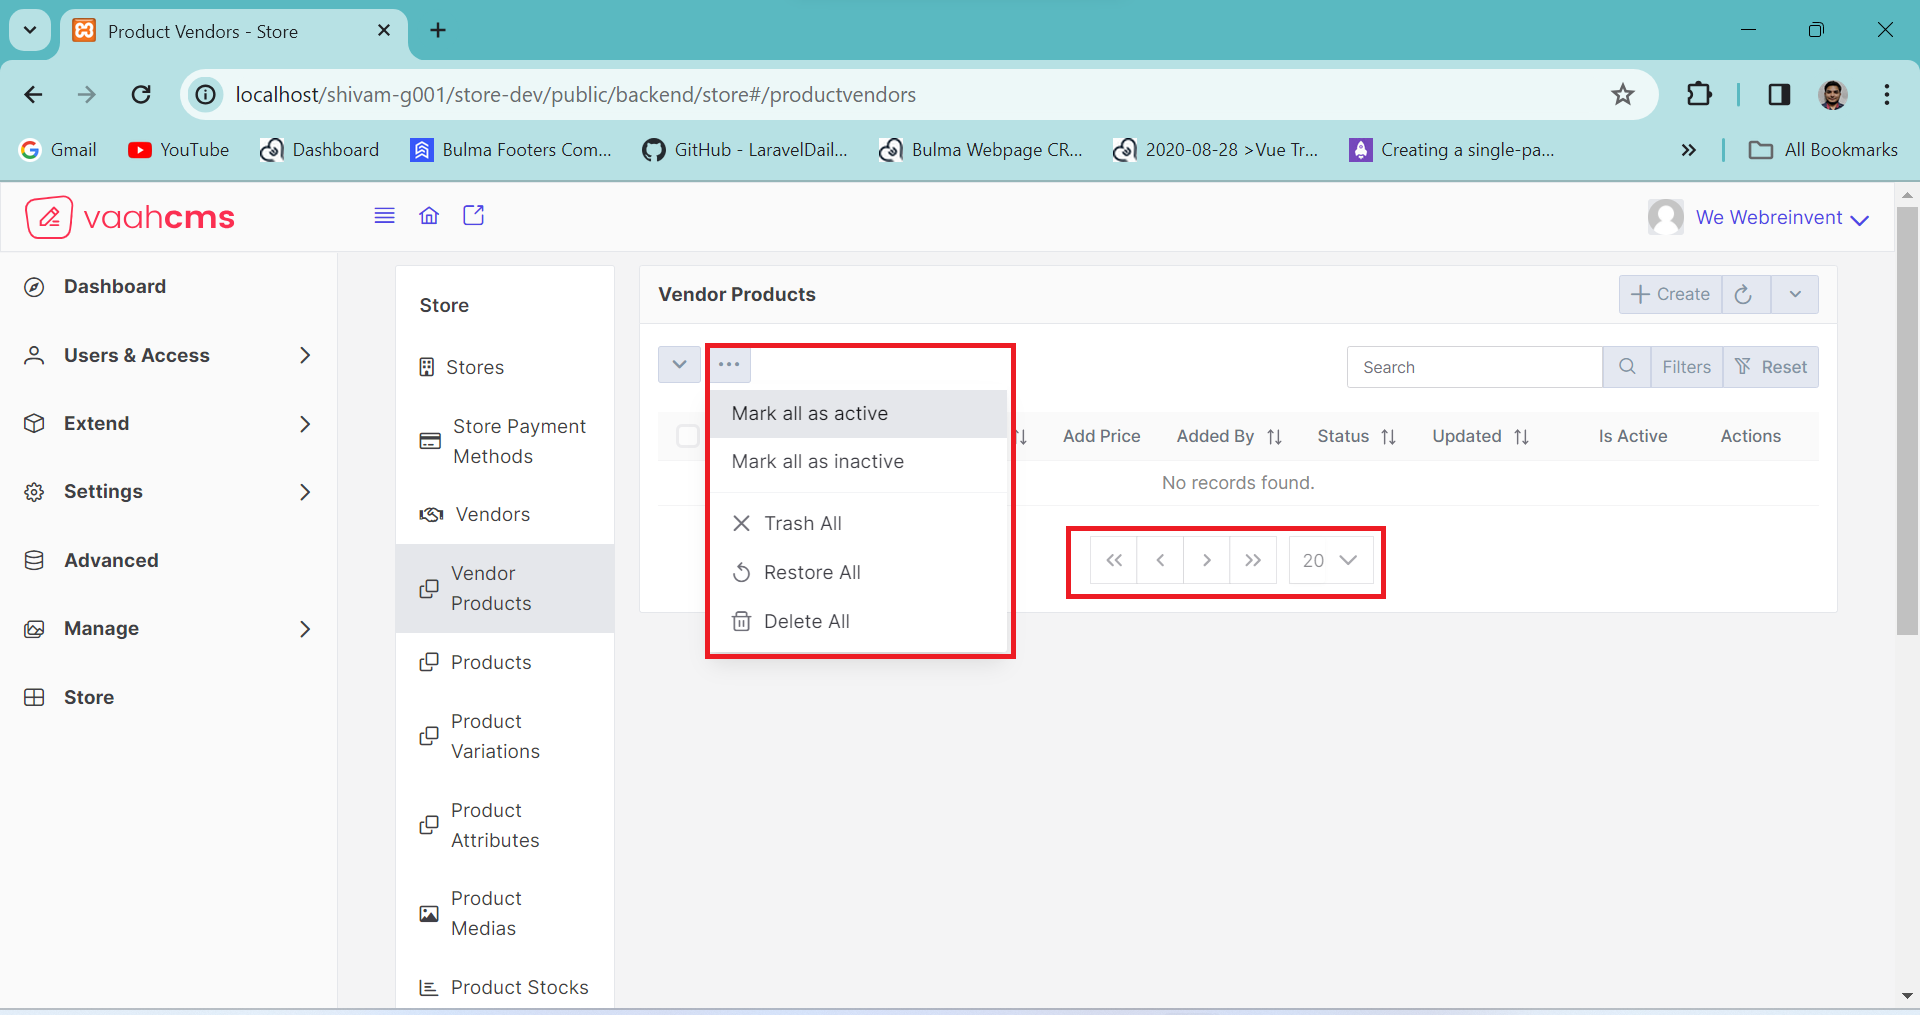 Product Vendors - Store
localhost/shivam-g001/store-dev/public/backend/store#/productvendors
Gmail
YouTube
Dashboard
Bulma Footers Com...
GitHub - LaravelDail...
Bulma Webpage CR...
2020-08-28 >Vue Tr...
Creating a single-pa...
All Bookmarks
vaahcms
We Webreinvent
Dashboard
Users & Access
Extend
Settings
Advanced
Manage
Store
Store
Stores
Store Payment
Methods
Vendors
Vendor
Products
Products
Product
Variations
Product
Attributes
Product
Medias
Product Stocks
Vendor Products
Create
Search
Filters
Reset
Mark all as active
Mark all as inactive
Trash All
Restore All
Delete All
Add Price
Added By
Status
Updated
Is Active
Actions
No records found.
20